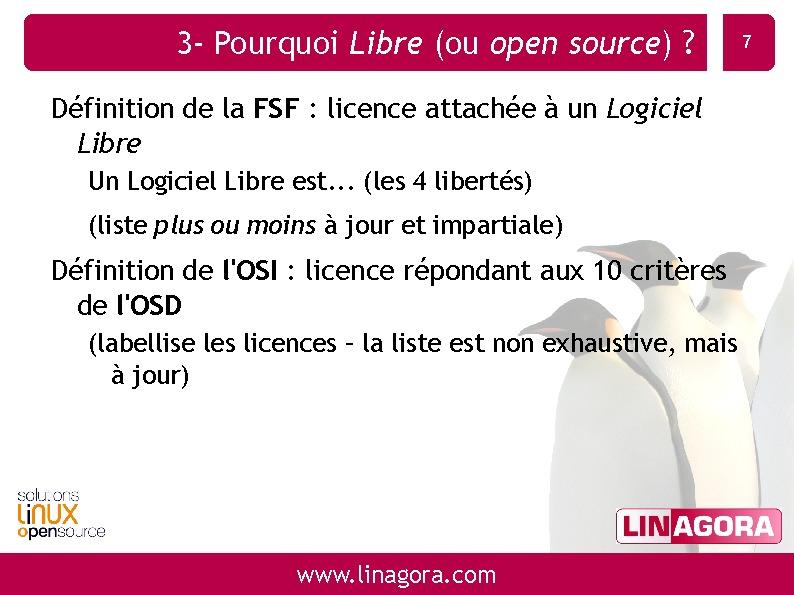 3- Pourquoi Libre (ou open source) ?
7
Définition de la FSF : licence attachée à un Logiciel
Libre
Un Logiciel Libre est... (les 4 libertés)
(liste plus ou moins à jour et impartiale)
Définition de l'OSI : licence répondant aux 10 critères
de l'OSD
(labellise les licences – la liste est non exhaustive, mais
à jour)
solutions
LiNUX
opensource
LINAGORA
www.linagora.com